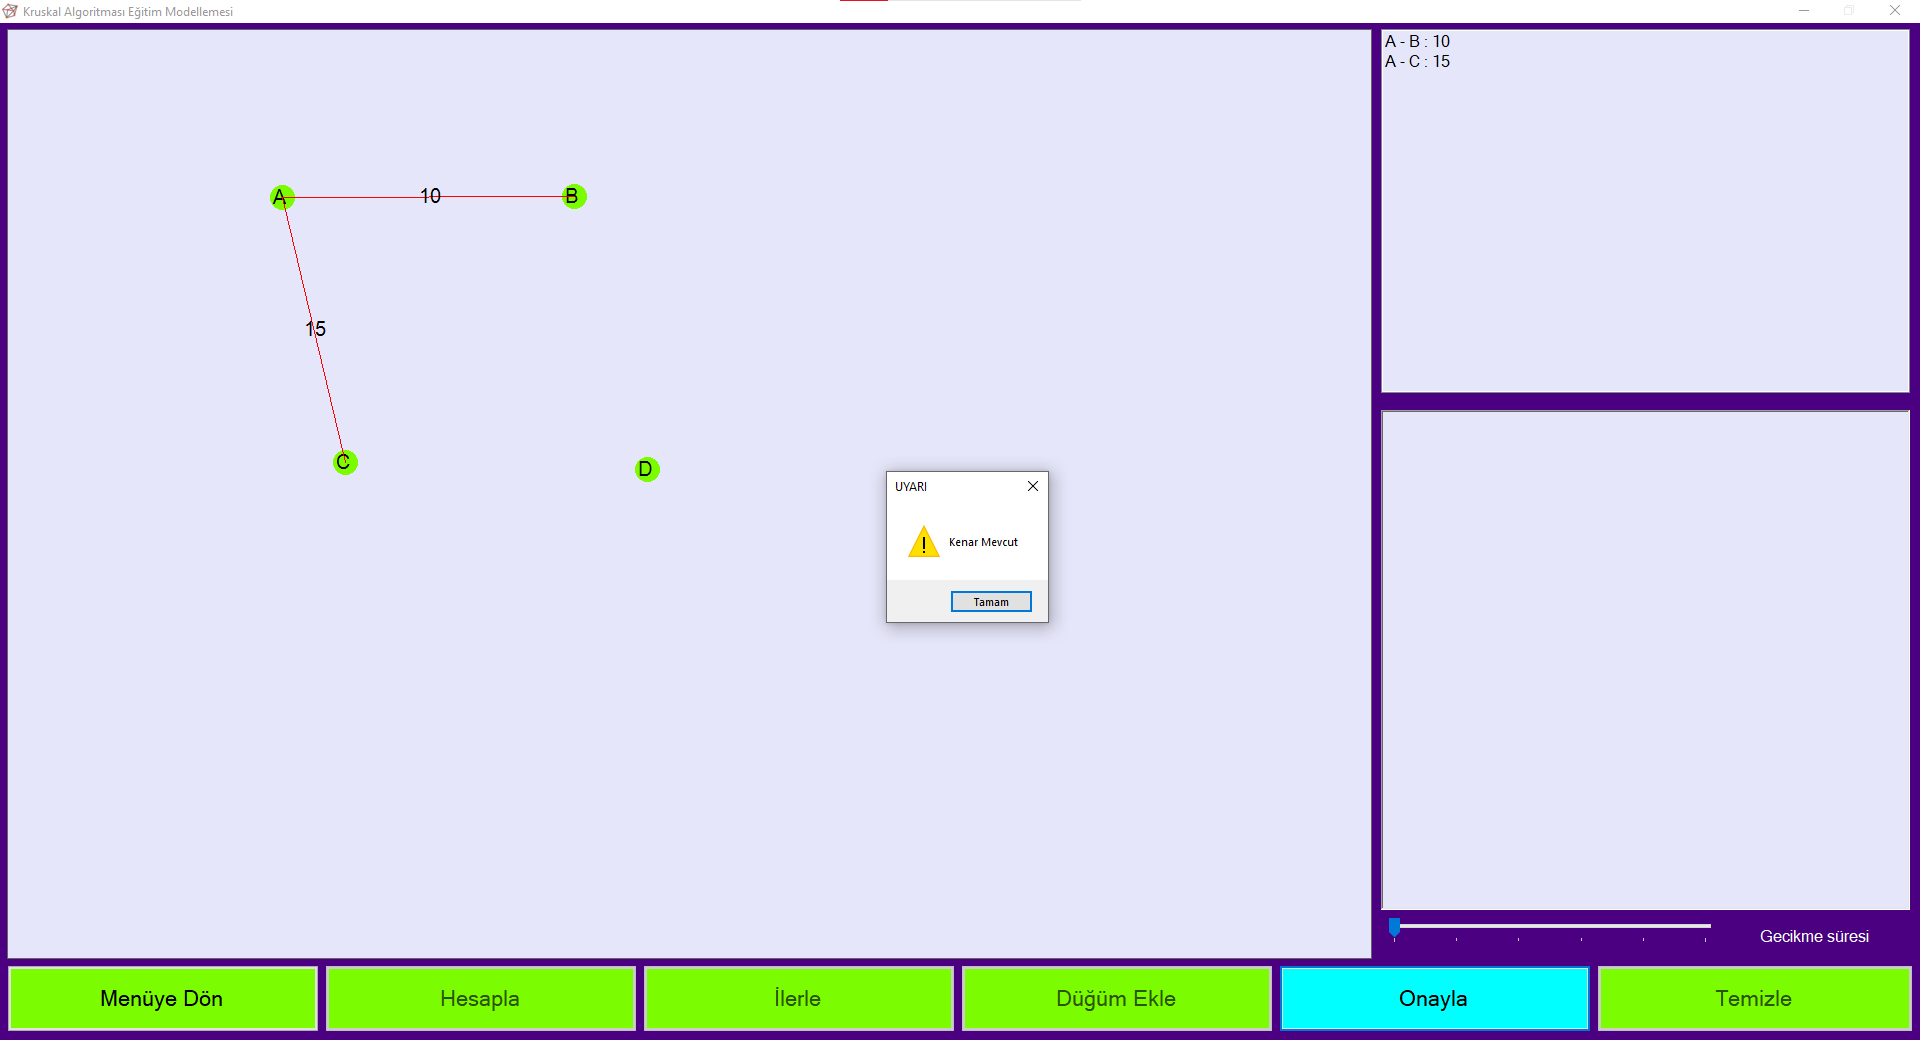 Kruskal Algoritması Eğitim Modellemesi
A - B : 10
A - C : 15
A
10
B
15
C
D
UYARI
Kenar Mevcut
Tamam
Gecikme süresi
Menüye Dön
Hesapla
İlerle
Düğüm Ekle
Onayla
Temizle